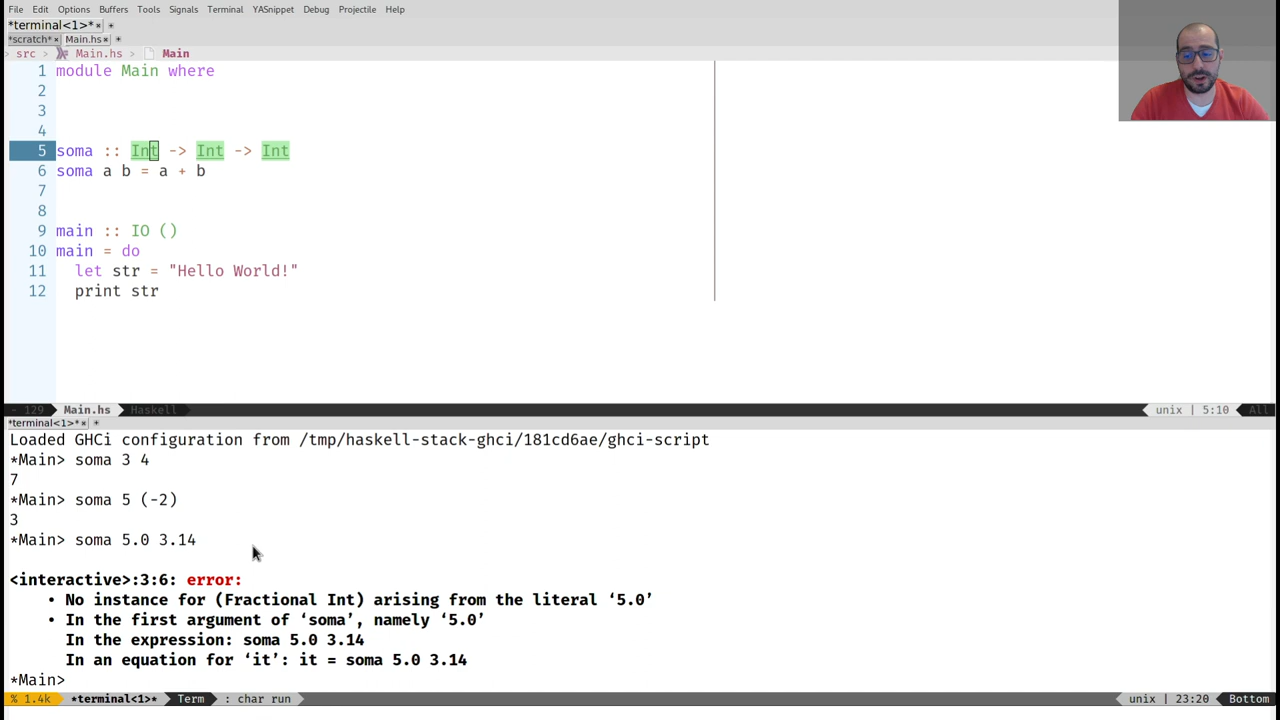 File Edit Options Buffers Tools Signals Terminal YASnippet Debug Projectile Help
*terminal<1>* × +
*scratch* × Main.hs × +
> src > Main.hs > Main
1 module Main where
2
3
4
5 soma :: Int -> Int -> Int
6 soma a b = a + b
7
8
9 main :: IO ()
10 main = do
11 let str = "Hello World!"
12 print str
- 129 Main.hs Haskell unix | 5:10 All
*terminal<1>* × +
Loaded GHCi configuration from /tmp/haskell-stack-ghci/181cd6ae/ghci-script
*Main> soma 3 4
7
*Main> soma 5 (-2)
3
*Main> soma 5.0 3.14
<interactive>:3:6: error:
• No instance for (Fractional Int) arising from the literal ‘5.0’
• In the first argument of ‘soma’, namely ‘5.0’
In the expression: soma 5.0 3.14
In an equation for ‘it’: it = soma 5.0 3.14
*Main>
% 1.4k *terminal<1>* Term : char run unix | 23:20 Bottom